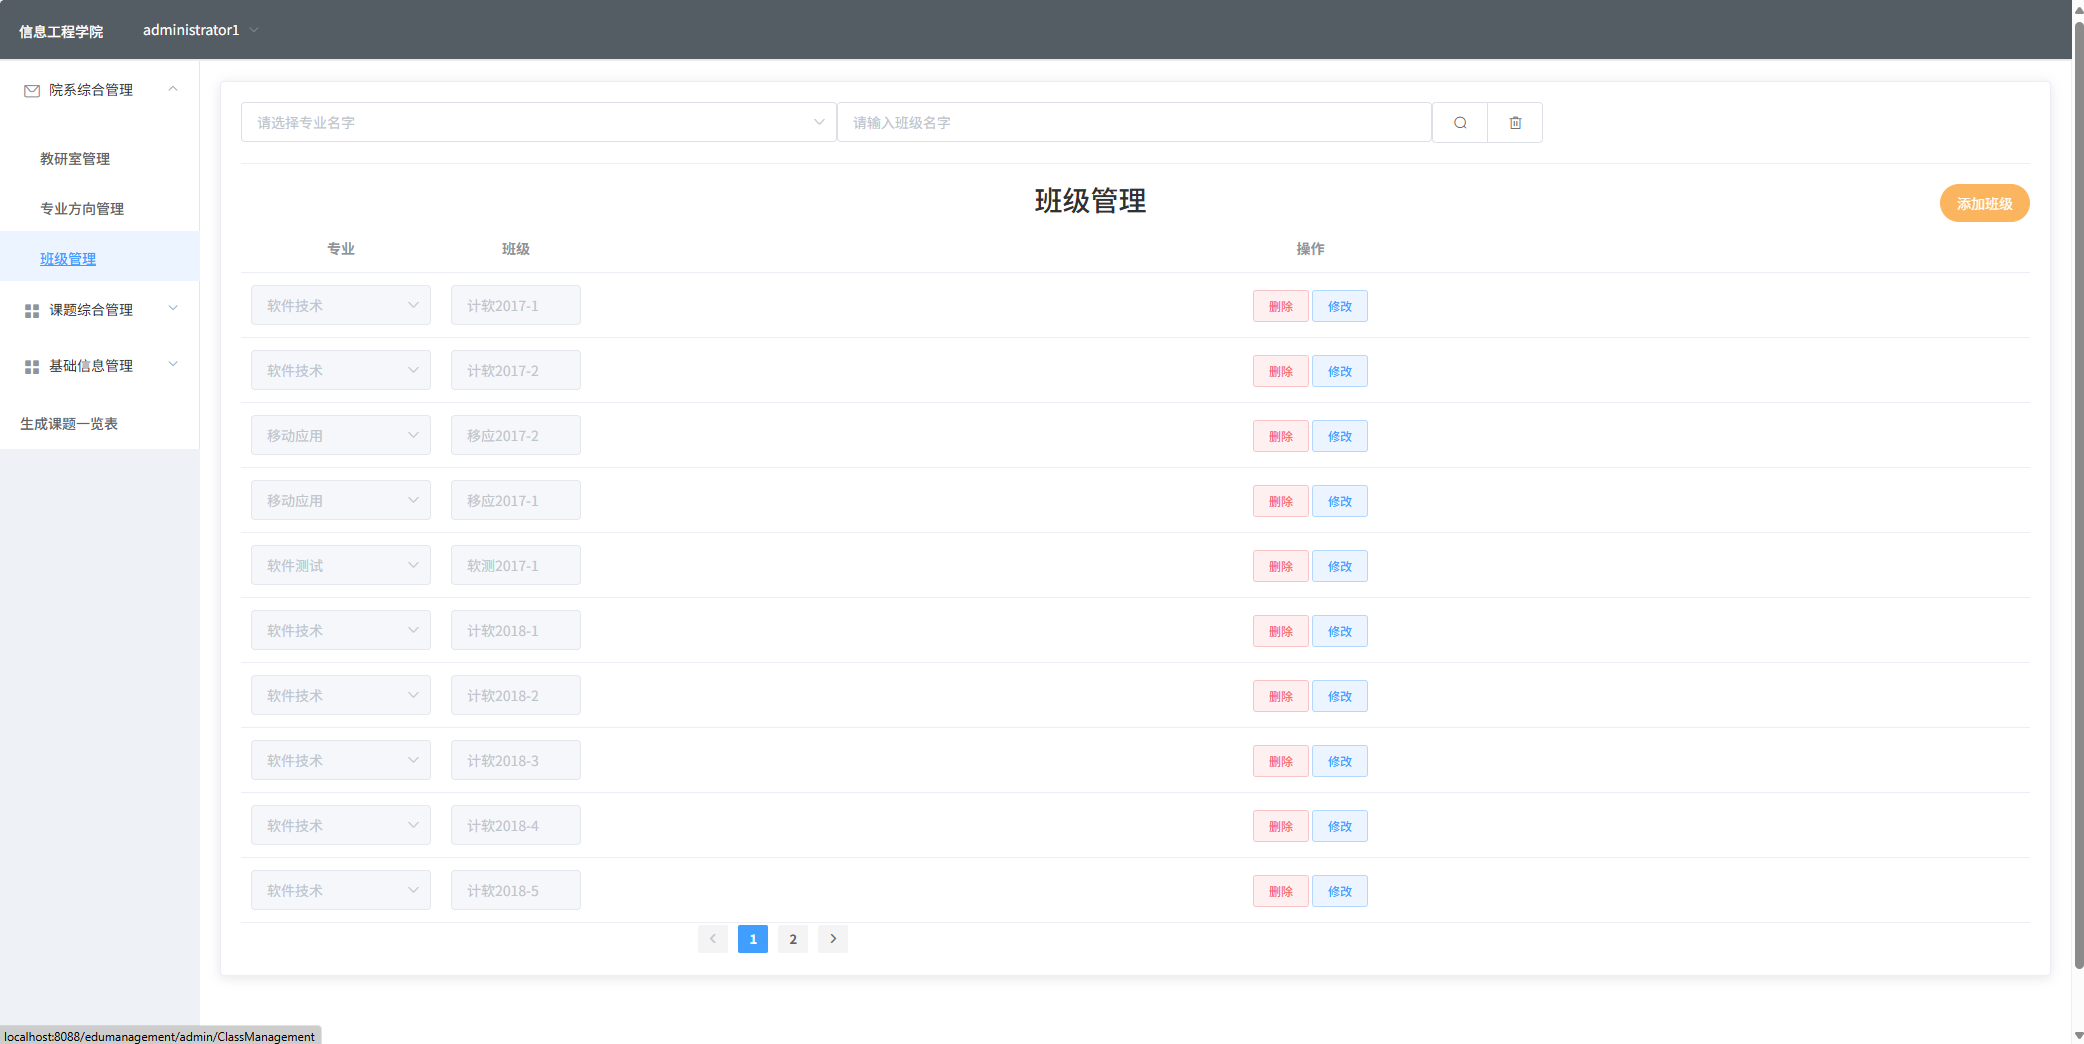 信息工程学院 administrator1
院系综合管理
教研室管理
专业方向管理
班级管理
课题综合管理
基础信息管理
生成课题一览表
请选择专业名字 请输入班级名字
班级管理 添加班级
专业 班级 操作
软件技术 计软2017-1 删除 修改
软件技术 计软2017-2 删除 修改
移动应用 移应2017-2 删除 修改
移动应用 移应2017-1 删除 修改
软件测试 软测2017-1 删除 修改
软件技术 计软2018-1 删除 修改
软件技术 计软2018-2 删除 修改
软件技术 计软2018-3 删除 修改
软件技术 计软2018-4 删除 修改
软件技术 计软2018-5 删除 修改
1 2
localhost:8088/edumanagement/admin/ClassManagement